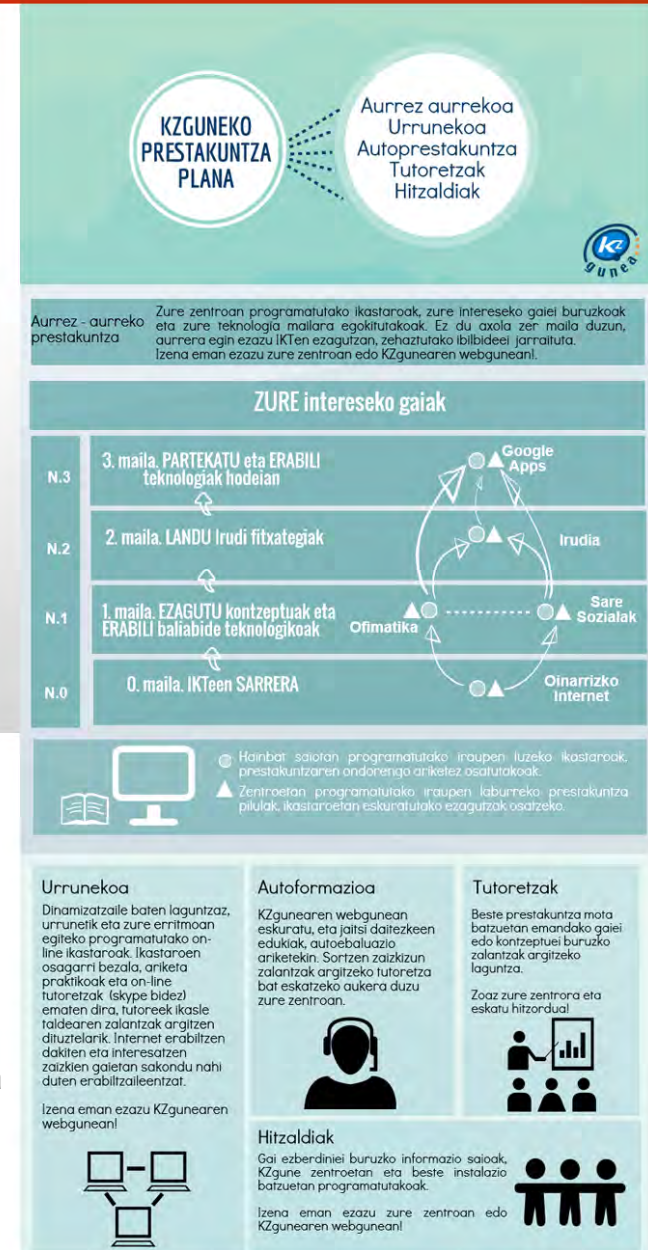 KZGUNEKO
PRESTAKUNTZA
PLANA
Aurrez aurrekoa
Urrunekoa
Autoprestakuntza
Tutoretzak
Hitzaldiak
kz
gunea
Aurrez - aurreko
prestakuntza
Zure zentroan programatutako ikastaroak, zure intereseko gaiei buruzkoak
eta zure teknologia mailara egokitutakoak. Ez du axola zer maila duzun,
aurrera egin ezazu IKTen ezagutzan, zehaztutako ibilbideei jarraituta.
Izena eman ezazu zure zentroan edo KZgunearen webgunean!.
ZURE intereseko gaiak
N.3
3. maila. PARTEKATU eta ERABILI
teknologiak hodeian
Google
Apps
N.2
2. maila. LANDU Irudi fitxategiak
Irudia
N.1
1. maila. EZAGUTU kontzeptuak eta
ERABILI baliabide teknologikoak
Ofimatika
Sare
Sozialak
N.0
0. maila. IKTeen SARRERA
Oinarrizko
Internet
Hainbat saiotan programatutako iraupen luzeko ikastaroak,
prestakuntzaren ondorengo ariketez osatutakoak.
Zentroetan programatutako iraupen laburreko prestakuntza
pilulak, ikastaroetan eskuratutako ezagutzak osatzeko.
Urrunekoa
Dinamizatzaile baten laguntzaz,
urrunetik eta zure erritmoan
egiteko programatutako on-
line ikastaroak. Ikastaroen
osagarri bezala, ariketa
praktikoak eta on-line
tutoretzak (skype bidez)
ematen dira, tutoreek ikasle
taldearen zalantzak argitzen
dituztelarik. Internet erabiltzen
dakiten eta interesatzen
zaizkien gaietan sakondu nahi
duten erabiltzaileentzat.
Izena eman ezazu KZgunearen
webgunean!
Autoformazioa
KZgunearen webgunean
eskuratu, eta jaitsi daitezkeen
edukiak, autoebaluazio
ariketekin. Sortzen zaizkizun
zalantzak argitzeko tutoretza
bat eskatzeko aukera duzu
zure zentroan.
Tutoretzak
Beste prestakuntza mota
batzuetan emandako gaiei
edo kontzeptuei buruzko
zalantzak argitzeko
laguntza.
Zoaz zure zentrora eta
eskatu hitzordua!
Hitzaldiak
Gai ezberdiniei buruzko informazio saioak,
KZgune zentroetan eta beste instalazio
batzuetan programatutakoak.
Izena eman ezazu zure zentroan edo
KZgunearen webgunean!